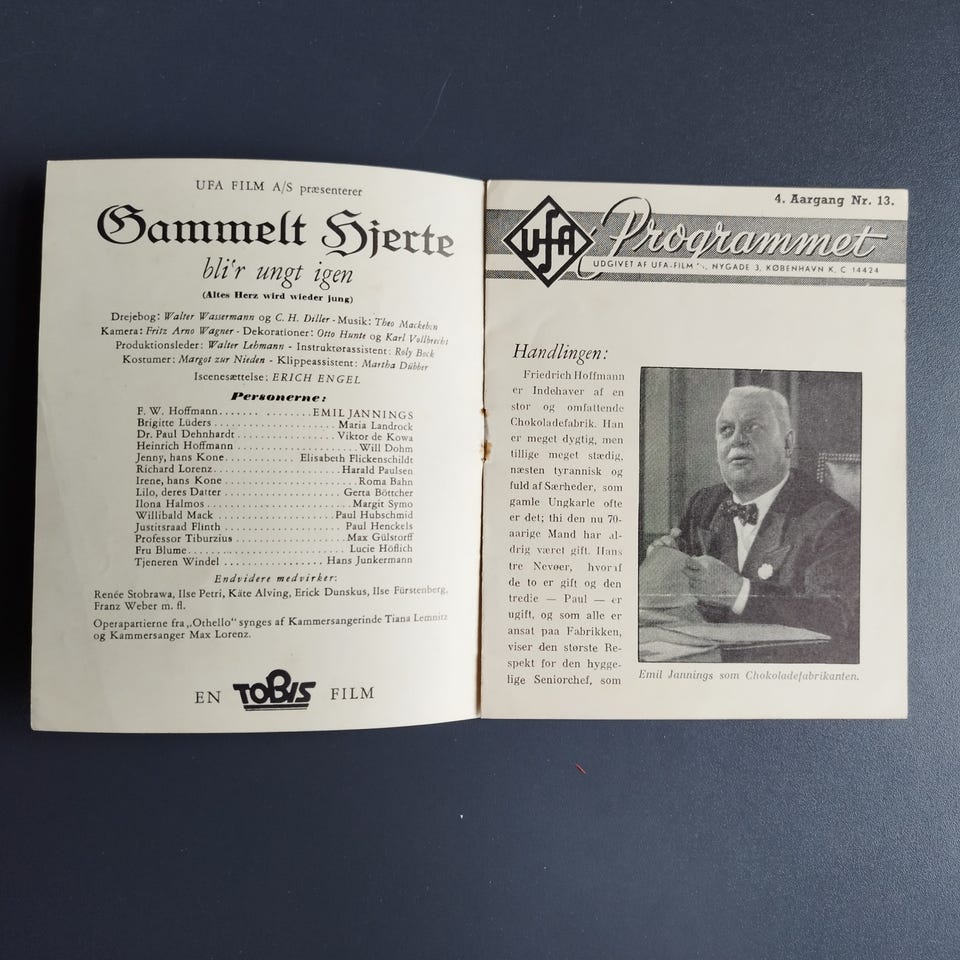 UFA FILM A/S præsenterer
Gammelt Hjerte
bli'r ungt igen
(Altes Herz wird wieder jung)
Drejebog: Walter Wassermann og C. H. Diller - Musik: Theo Mackeben
Kamera: Fritz Arno Wagner - Dekorationer: Otto Hunte og Karl Vollbrecht
Produktionsleder: Walter Lehmann - Instruktørassistent: Roly Bock
Kostumer: Margot zur Nieden - Klippeassistent: Martha Dübber
Iscenesættelse: ERICH ENGEL
Personerne:
F. W. Hoffmann....... ........EMIL JANNINGS
Brigitte Lüders ................... Maria Landrock
Dr. Paul Dehnhardt ............... Viktor de Kowa
Heinrich Hoffmann .................. Will Dohm
Jenny, hans Kone........... Elisabeth Flickenschildt
Richard Lorenz.................... Harald Paulsen
Irene, hans Kone .................... Roma Bahn
Lilo, deres Datter .................. Gerta Böttcher
Ilona Halmos ...................... Margit Symo
Willibald Mack ................. Paul Hubschmid
Justitsraad Flinth ................. Paul Henckels
Professor Tiburzius ................. Max Gülstorff
Fru Blume......................... Lucie Höflich
Tjeneren Windel ............... Hans Junkermann
Endvidere medvirker:
Renée Stobrawa, Ilse Petri, Käte Alving, Erick Dunskus, Ilse Fürstenberg,
Franz Weber m. fl.
Operapartierne fra „Othello" synges af Kammersangerinde Tiana Lemnitz
og Kammersanger Max Lorenz.
EN TOBIS FILM
4. Aargang Nr. 13.
UFA Programmet
UDGIVET AF UFA-FILM NYGADE 3, KØBENHAVN K, C 14424
Handlingen:
Friedrich Hoffmann
er Indehaver af en
stor og omfattende
Chokoladefabrik. Han
er meget dygtig, men
tillige meget stædig,
næsten tyrannisk og
fuld af Særheder, som
gamle Ungkarle ofte
er det; thi den nu 70-
aarige Mand har al-
drig været gift. Hans
tre Nevøer, hvoraf
de to er gift og den
tredie — Paul — er
ugift, og som alle er
ansat paa Fabrikken,
viser den største Re-
spekt for den hygge-
lige Seniorchef, som
Emil Jannings som Chokoladefabrikanten.